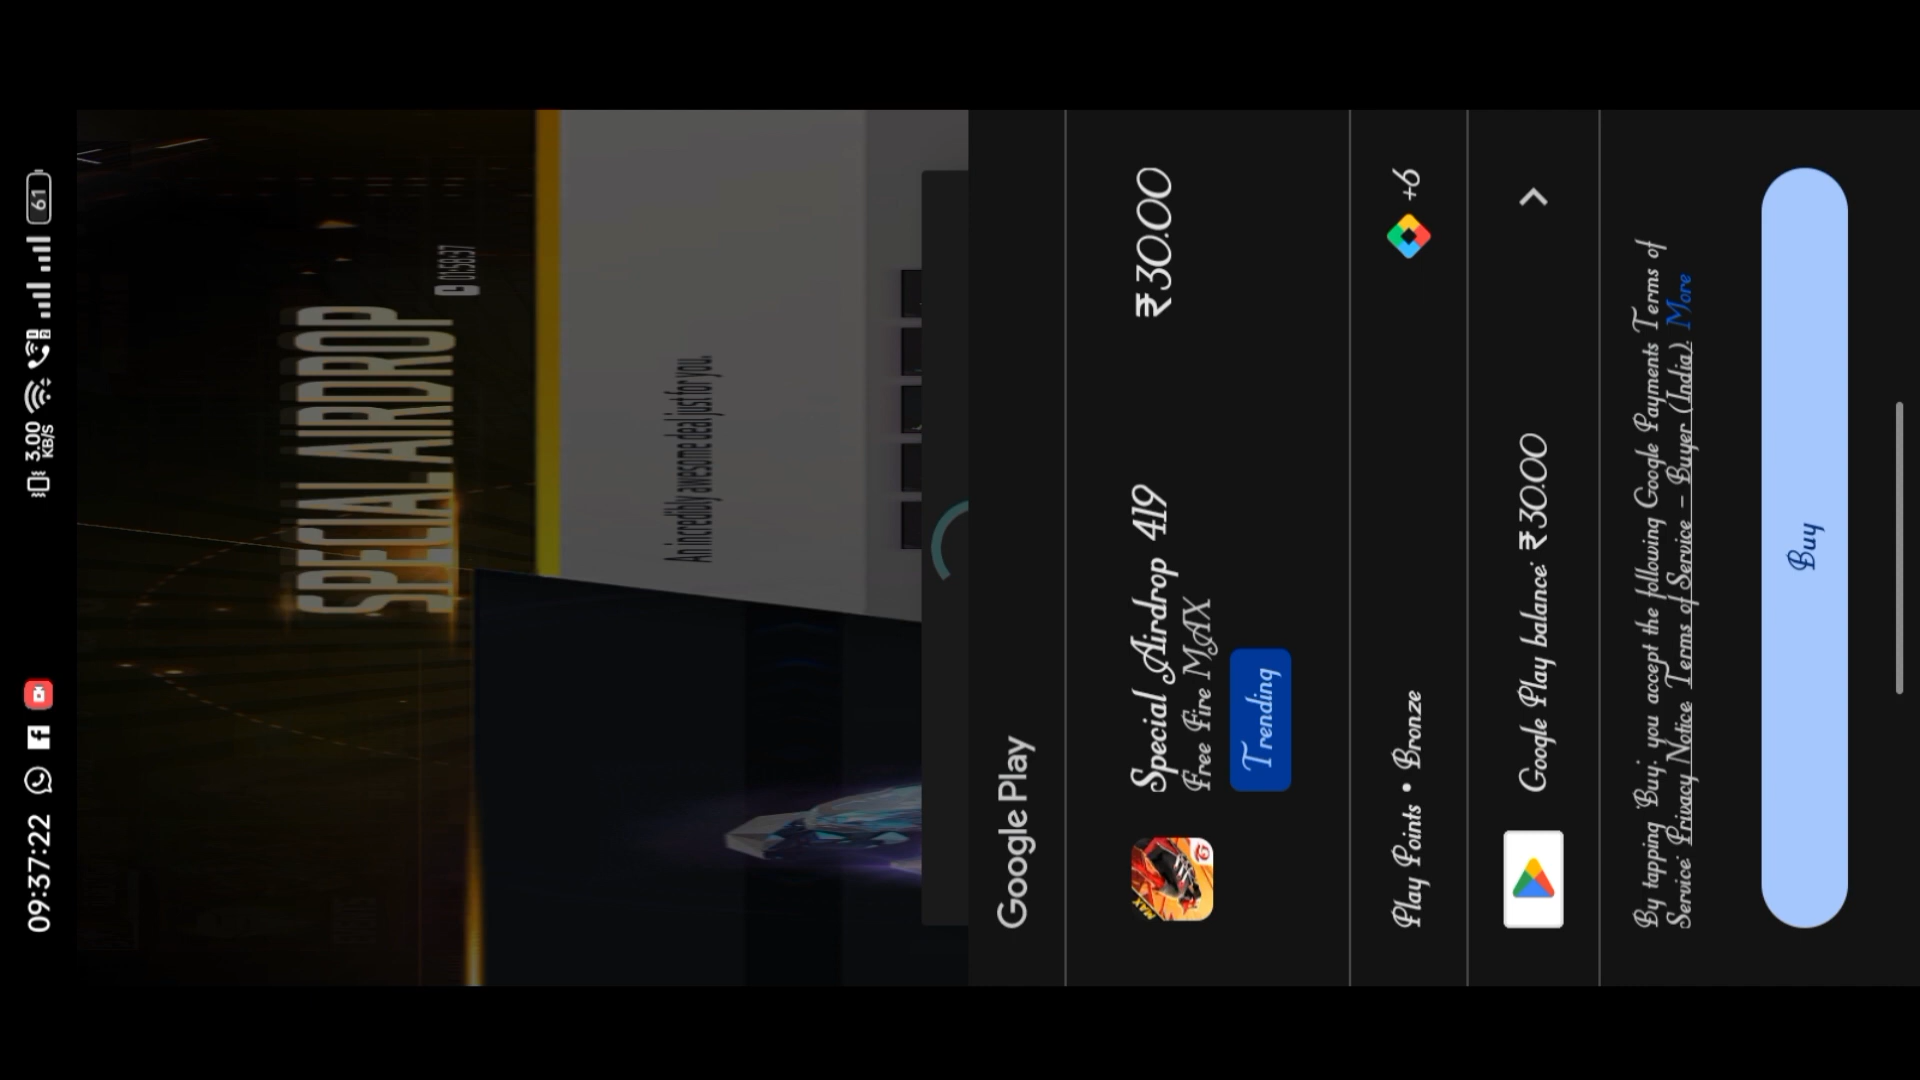 09:37:22
3.00
KB/S
61
SPECIAL AIRDROP
01:58:37
An incredibly awesome deal just for you.
Google Play
Special Airdrop 419 ₹30.00
Free Fire MAX
Trending
Play Points • Bronze +6
Google Play balance: ₹30.00
By tapping "Buy", you accept the following Google Payments Terms of
Service: Privacy Notice, Terms of Service – Buyer (India). More
Buy